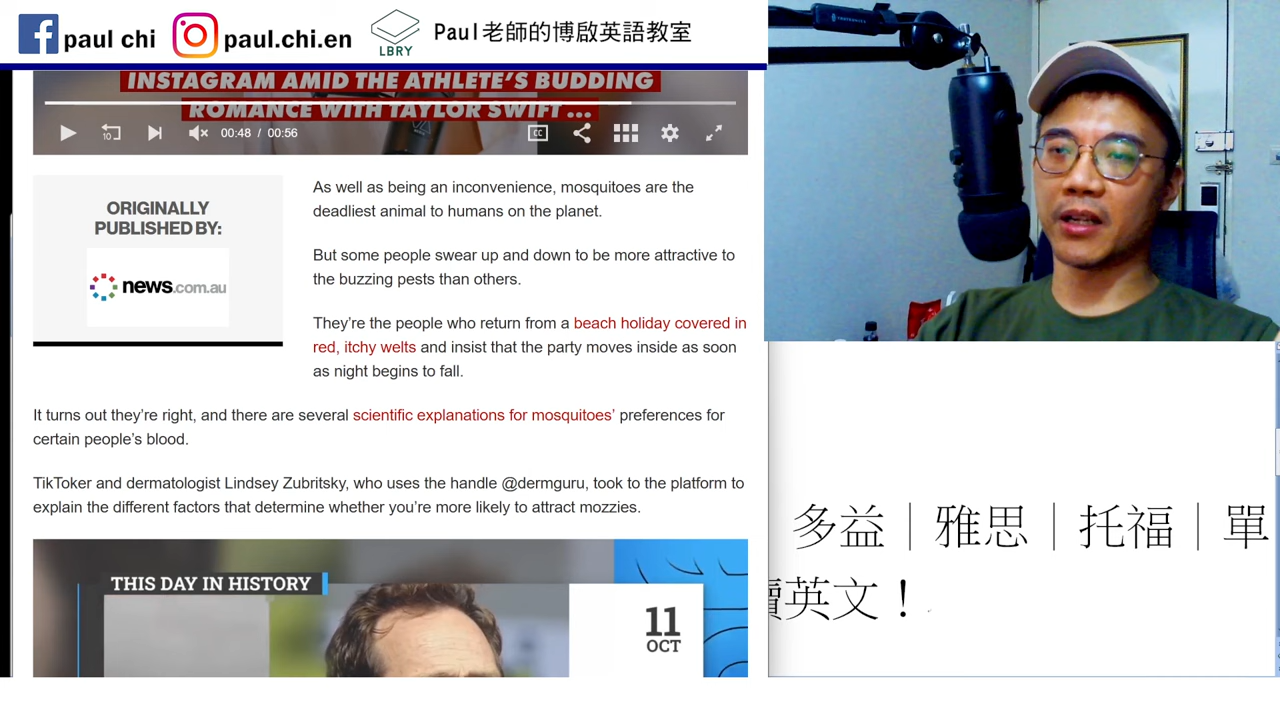 paul chi
paul.chi.en
LBRY
Paul老師的博啟英語教室
INSTAGRAM AMID THE ATHLETE'S BUDDING
ROMANCE WITH TAYLOR SWIFT ...
10
00:48 / 00:56
CC
ORIGINALLY
PUBLISHED BY:
news.com.au
As well as being an inconvenience, mosquitoes are the
deadliest animal to humans on the planet.
But some people swear up and down to be more attractive to
the buzzing pests than others.
They’re the people who return from a beach holiday covered in
red, itchy welts and insist that the party moves inside as soon
as night begins to fall.
It turns out they’re right, and there are several scientific explanations for mosquitoes’ preferences for
certain people’s blood.
TikToker and dermatologist Lindsey Zubritsky, who uses the handle @dermguru, took to the platform to
explain the different factors that determine whether you’re more likely to attract mozzies.
THIS DAY IN HISTORY
11
OCT
多益｜雅思｜托福｜單
讀英文！